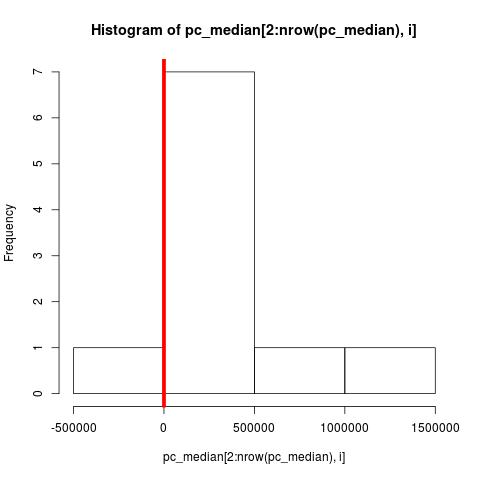 Histogram of pc_median[2:nrow(pc_median), i]
Frequency
7
6
5
4
3
2
1
0
-500000 0 500000 1000000 1500000
pc_median[2:nrow(pc_median), i]